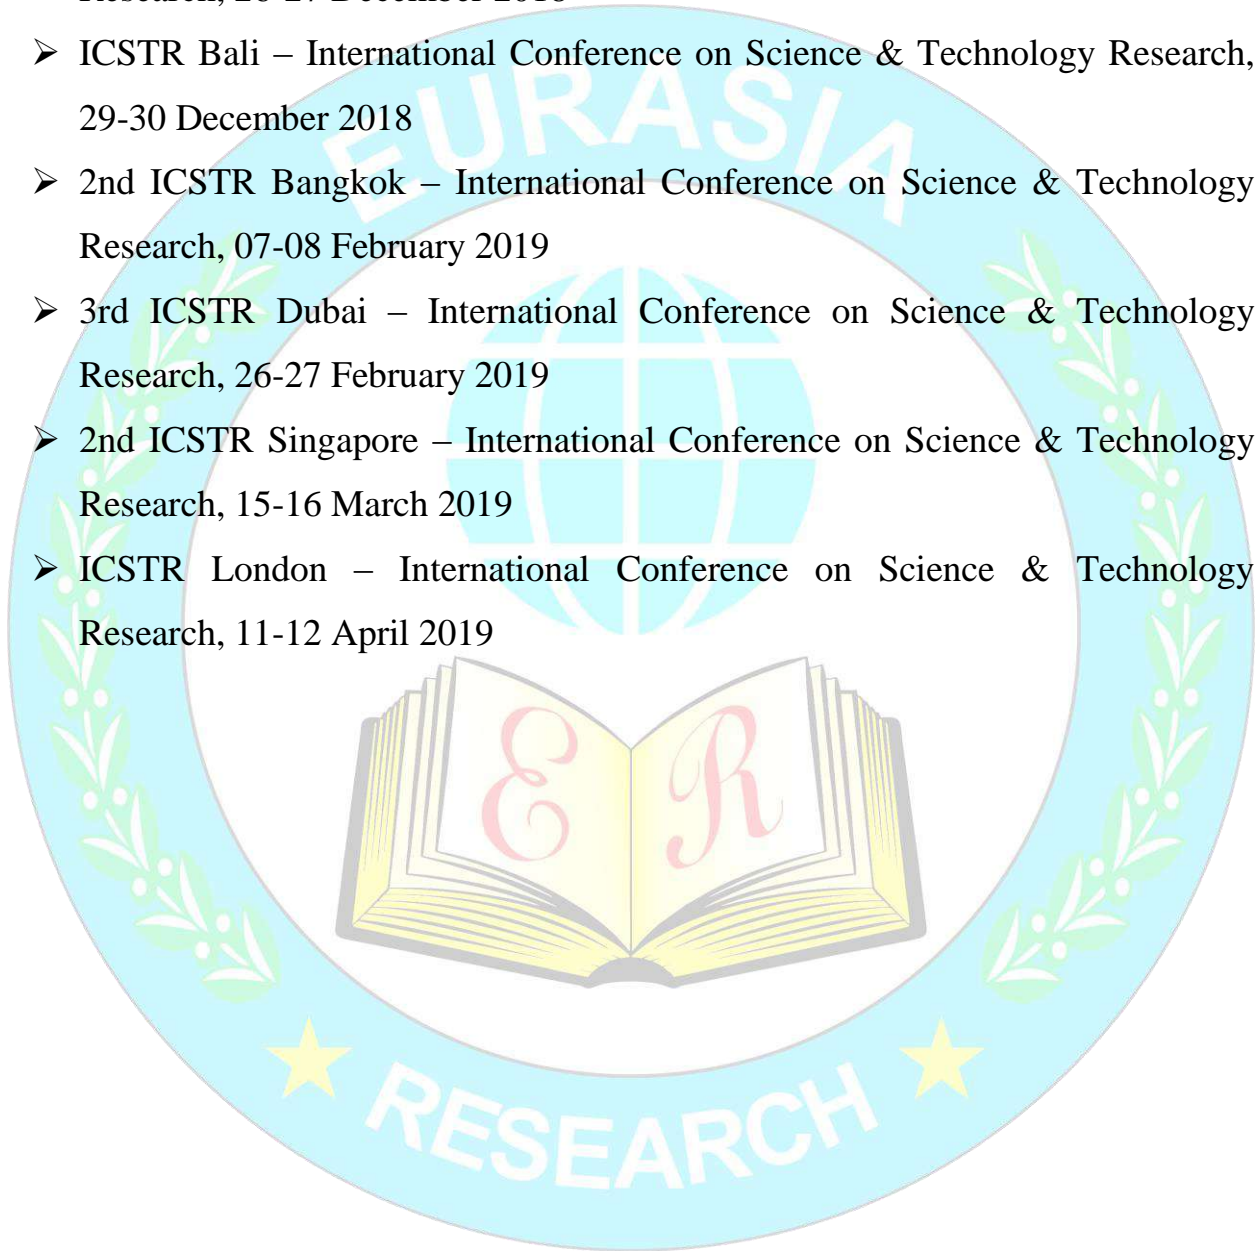 ➢ ICSTR Bali – International Conference on Science & Technology Research,
29-30 December 2018
➢ 2nd ICSTR Bangkok – International Conference on Science & Technology
Research, 07-08 February 2019
➢ 3rd ICSTR Dubai – International Conference on Science & Technology
Research, 26-27 February 2019
➢ 2nd ICSTR Singapore – International Conference on Science & Technology
Research, 15-16 March 2019
➢ ICSTR London – International Conference on Science & Technology
Research, 11-12 April 2019
EURASIA
E R
RESEARCH